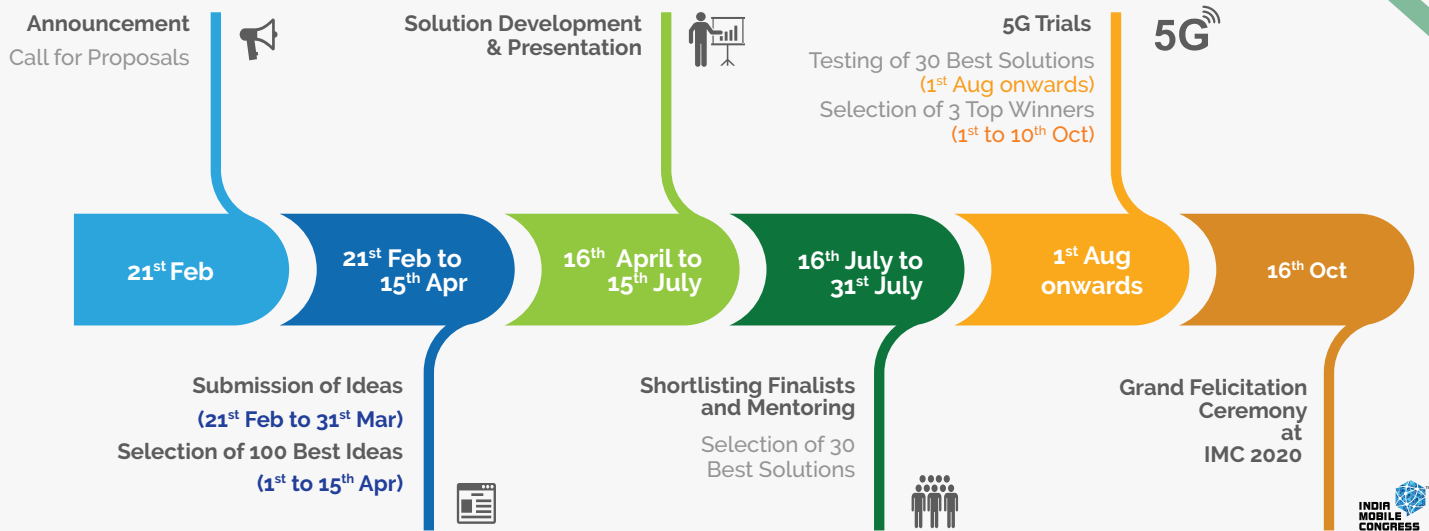 Announcement
Call for Proposals
Solution Development
& Presentation
5G Trials
Testing of 30 Best Solutions
(1st Aug onwards)
Selection of 3 Top Winners
(1st to 10th Oct)
5G
21st Feb
21st Feb to
15th Apr
16th April to
15th July
16th July to
31st July
1st Aug
onwards
16th Oct
Submission of Ideas
(21st Feb to 31st Mar)
Selection of 100 Best Ideas
(1st to 15th Apr)
Shortlisting Finalists
and Mentoring
Selection of 30
Best Solutions
Grand Felicitation
Ceremony
at
IMC 2020
INDIA
MOBILE
CONGRESS